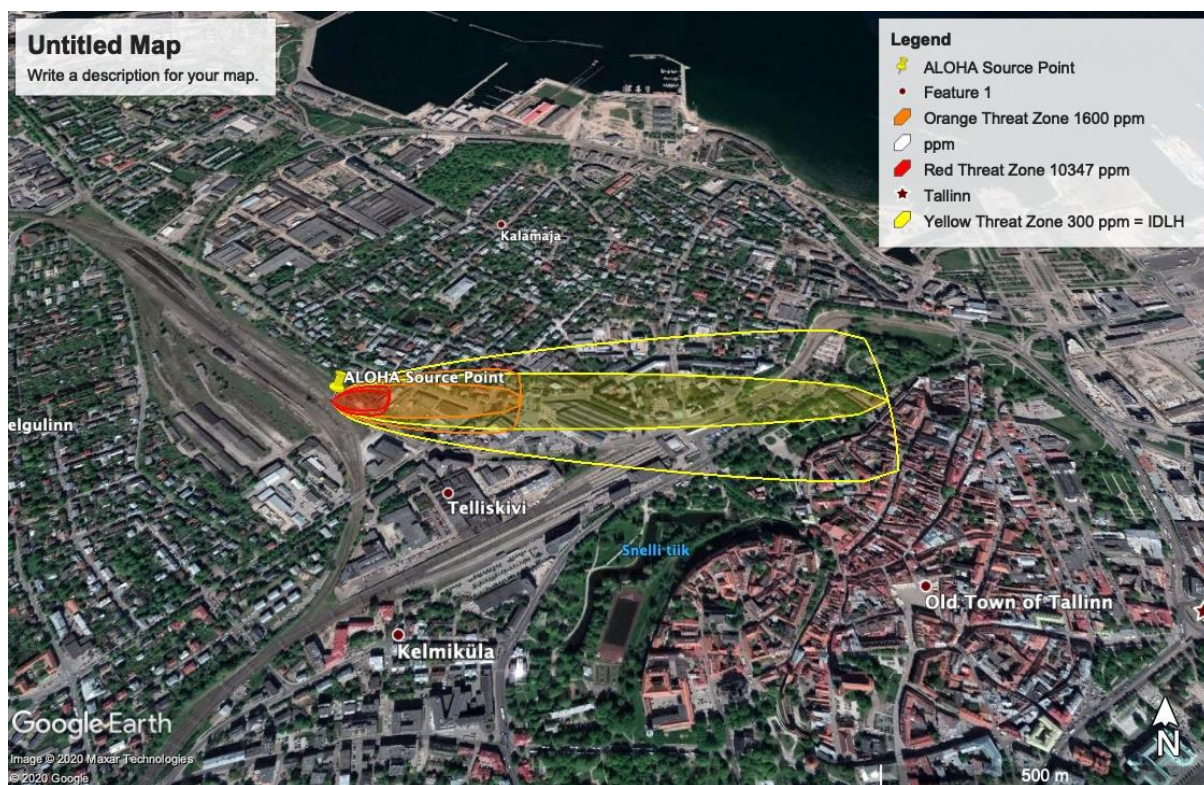 Untitled Map
Write a description for your map.
Legend
ALOHA Source Point
Feature 1
Orange Threat Zone 1600 ppm
ppm
Red Threat Zone 10347 ppm
Tallinn
Yellow Threat Zone 300 ppm = IDLH
Kalamaja
ALOHA Source Point
elgulinn
Telliskivi
Snelli tiik
Old Town of Tallinn
Kelmiküla
Google Earth
Image © 2020 Maxar Technologies
© 2020 Google
N
500 m